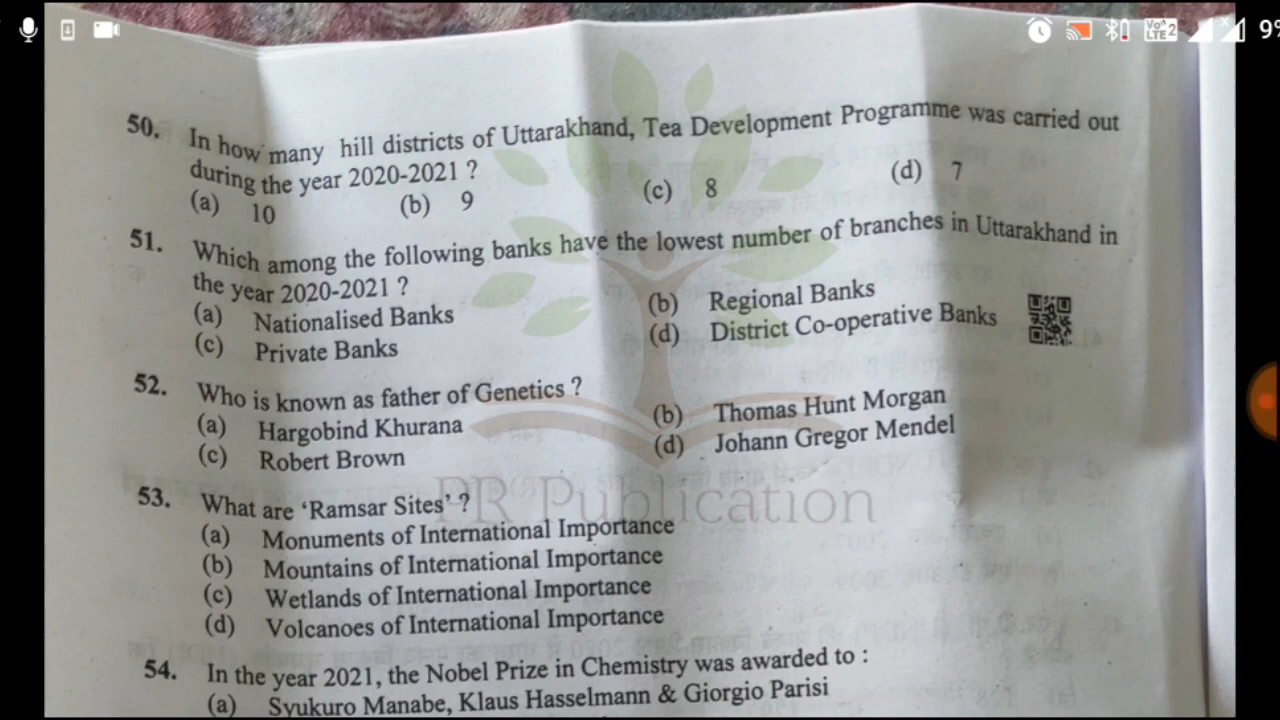 VoA LTE 2
9%
50. In how many hill districts of Uttarakhand, Tea Development Programme was carried out
during the year 2020-2021 ?
(a) 10 (b) 9 (c) 8 (d) 7
51. Which among the following banks have the lowest number of branches in Uttarakhand in
the year 2020-2021 ?
(a) Nationalised Banks (b) Regional Banks
(c) Private Banks (d) District Co-operative Banks
52. Who is known as father of Genetics ?
(a) Hargobind Khurana (b) Thomas Hunt Morgan
(c) Robert Brown (d) Johann Gregor Mendel
PR Publication
53. What are ‘Ramsar Sites’ ?
(a) Monuments of International Importance
(b) Mountains of International Importance
(c) Wetlands of International Importance
(d) Volcanoes of International Importance
54. In the year 2021, the Nobel Prize in Chemistry was awarded to :
(a) Syukuro Manabe, Klaus Hasselmann & Giorgio Parisi